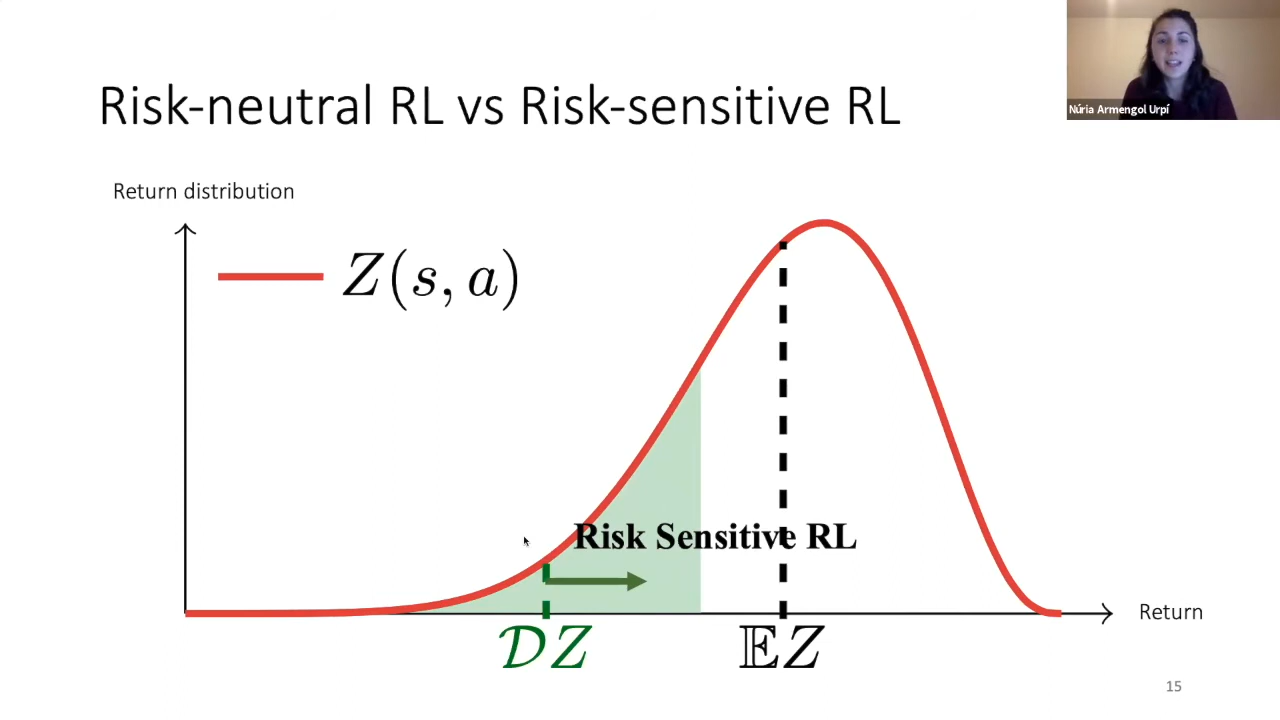 Núria Armengol Urpí
Risk-neutral RL vs Risk-sensitive RL
Return distribution
Z(s, a)
Risk Sensitive RL
Return
𝒟Z
𝔼Z
15